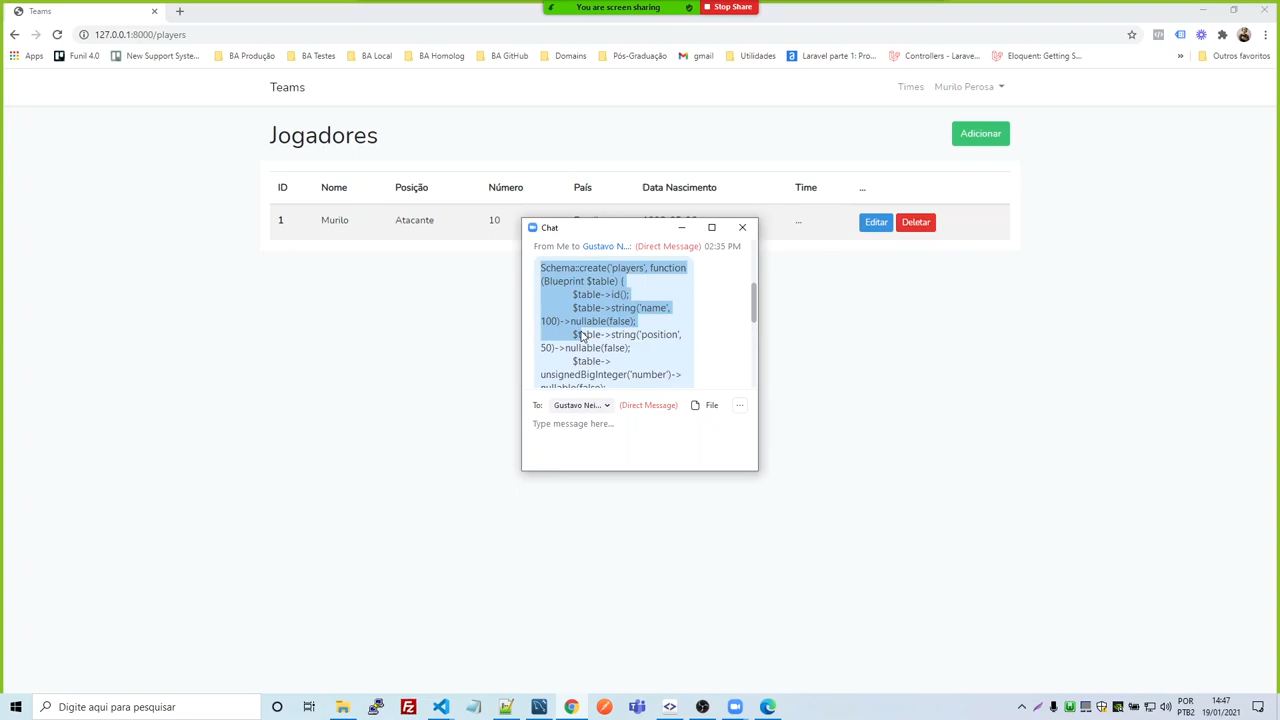 Teams
You are screen sharing
Stop Share
127.0.0.1:8000/players
Apps
Funil 4.0
New Support Syste...
BA Produção
BA Testes
BA Local
BA Homolog
BA GitHub
Domains
Pós-Graduação
gmail
Utilidades
Laravel parte 1: Pro...
Controllers - Larave...
Eloquent: Getting S...
»
Outros favoritos
Teams
Times
Murilo Perosa
Jogadores
Adicionar
ID Nome Posição Número País Data Nascimento Time ...
1 Murilo Atacante 10 ... Editar Deletar
Chat
From Me to Gustavo N...: (Direct Message) 02:35 PM
Schema::create('players', function
(Blueprint $table) {
$table->id();
$table->string('name',
100)->nullable(false);
$table->string('position',
50)->nullable(false);
$table->
unsignedBigInteger('number')->
nullable(false);
To: Gustavo Nei... (Direct Message) File ...
Type message here...
Digite aqui para pesquisar
POR
PTB2
14:47
19/01/2021